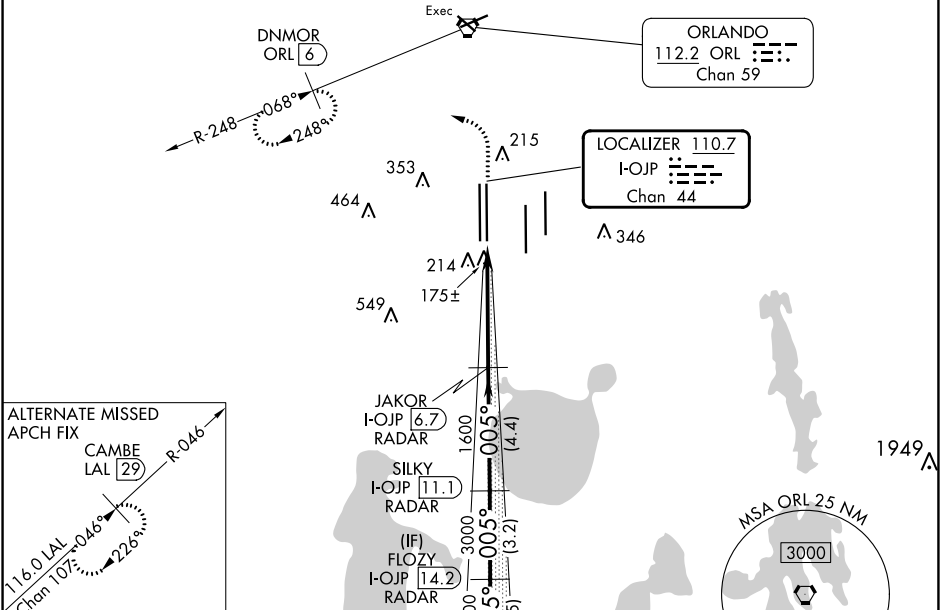 Exec
DNMOR
ORL 6
R-248
068°
248°
ORLANDO
112.2 ORL
Chan 59
LOCALIZER 110.7
I-OJP
Chan 44
215
353
464
346
214
175±
549
JAKOR
I-OJP 6.7
RADAR
1600
005°
(4.4)
SILKY
I-OJP 11.1
RADAR
3000
005°
(3.2)
(IF)
FLOZY
I-OJP 14.2
RADAR
ALTERNATE MISSED
APCH FIX
CAMBE
LAL 29
R-046
046°
226°
116.0 LAL
Chan 107
1949
MSA ORL 25 NM
3000